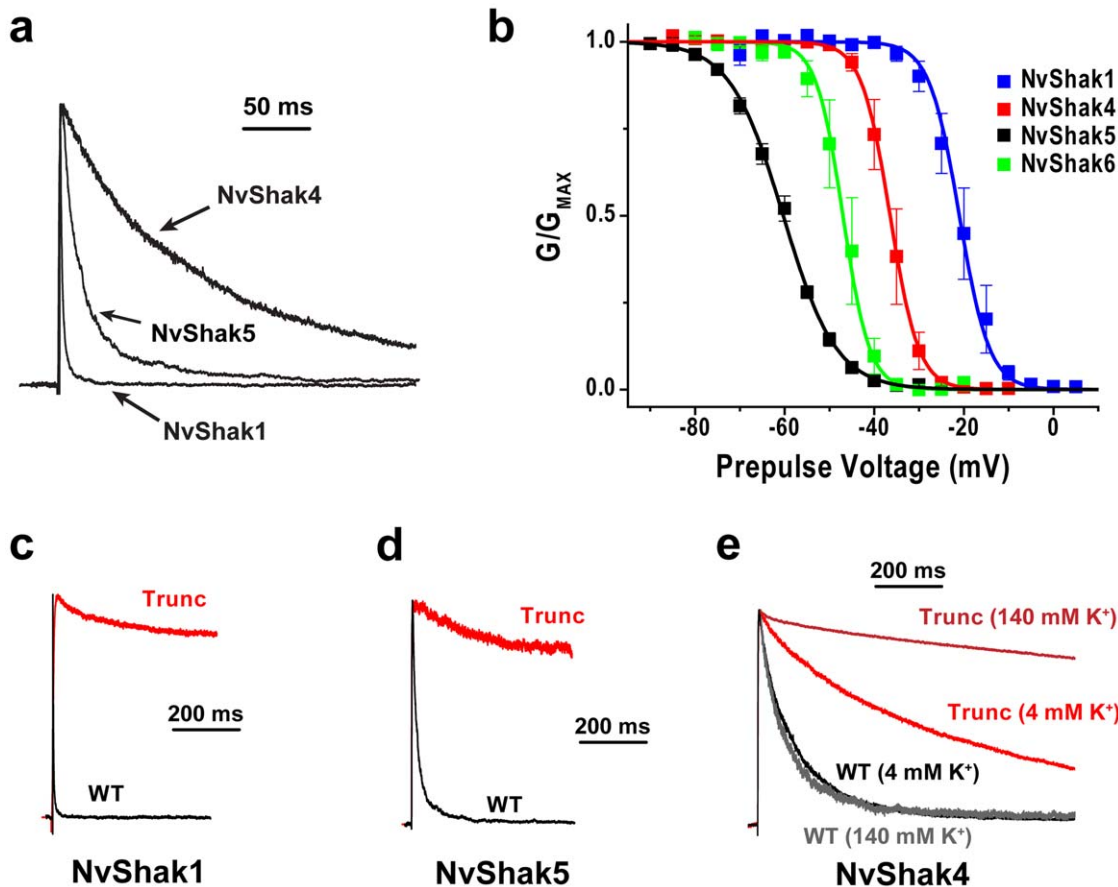 a
50 ms
NvShak4
NvShak5
NvShak1
b
1.0
0.5
0.0
G/GMAX
NvShak1
NvShak4
NvShak5
NvShak6
-80 -60 -40 -20 0
Prepulse Voltage (mV)
c
Trunc
200 ms
WT
NvShak1
d
Trunc
200 ms
WT
NvShak5
e
200 ms
Trunc (140 mM K⁺)
Trunc (4 mM K⁺)
WT (4 mM K⁺)
WT (140 mM K⁺)
NvShak4